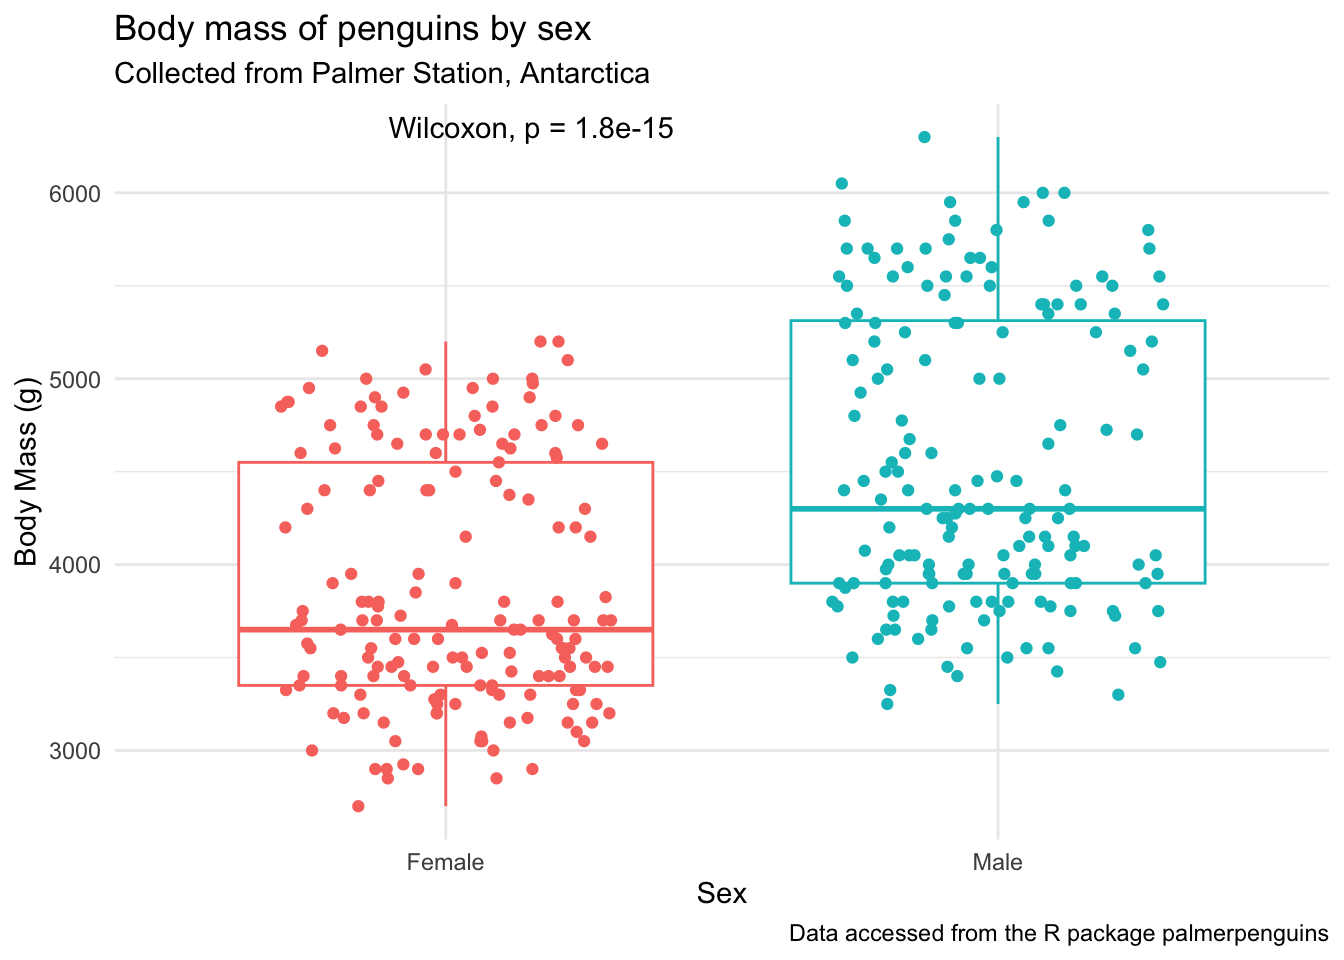 Body mass of penguins by sex
Collected from Palmer Station, Antarctica
Wilcoxon, p = 1.8e-15
6000
5000
4000
3000
Body Mass (g)
Female
Male
Sex
Data accessed from the R package palmerpenguins